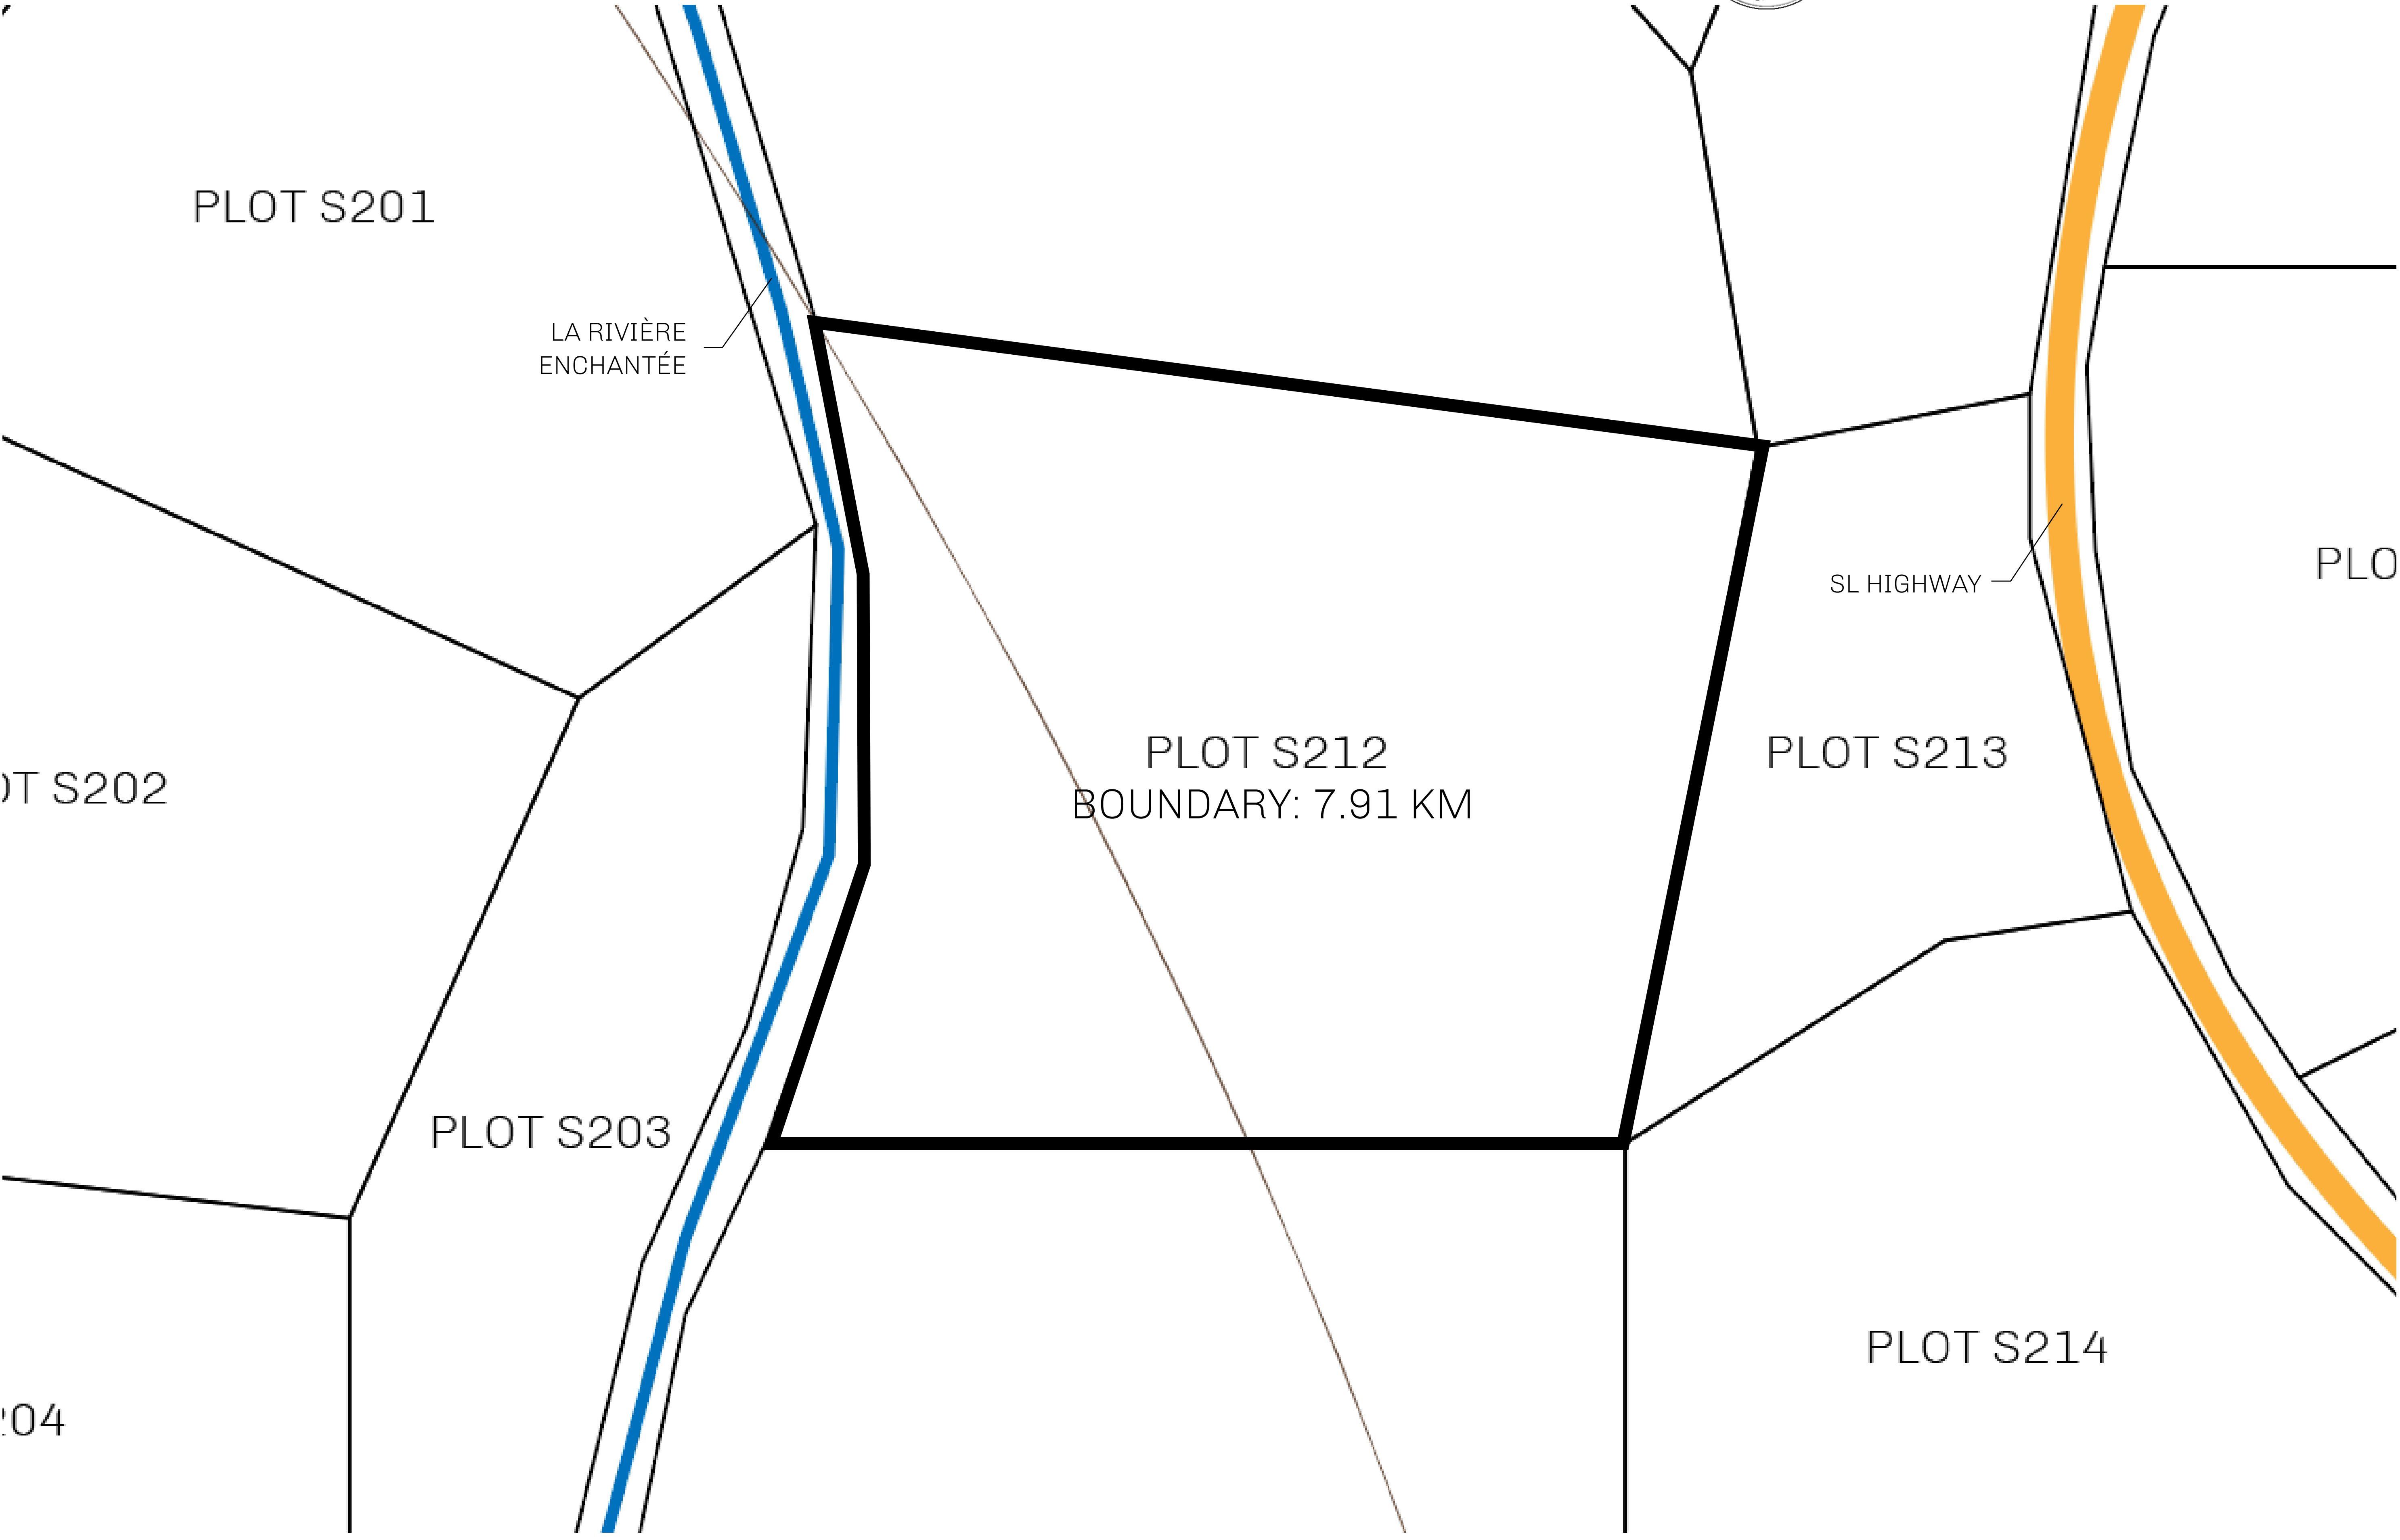 PLOT S201
LA RIVIÈRE
ENCHANTÉE
SL HIGHWAY
PLO
PLOT S212
BOUNDARY: 7.91 KM
PLOT S213
OT S202
PLOT S203
PLOT S214
04